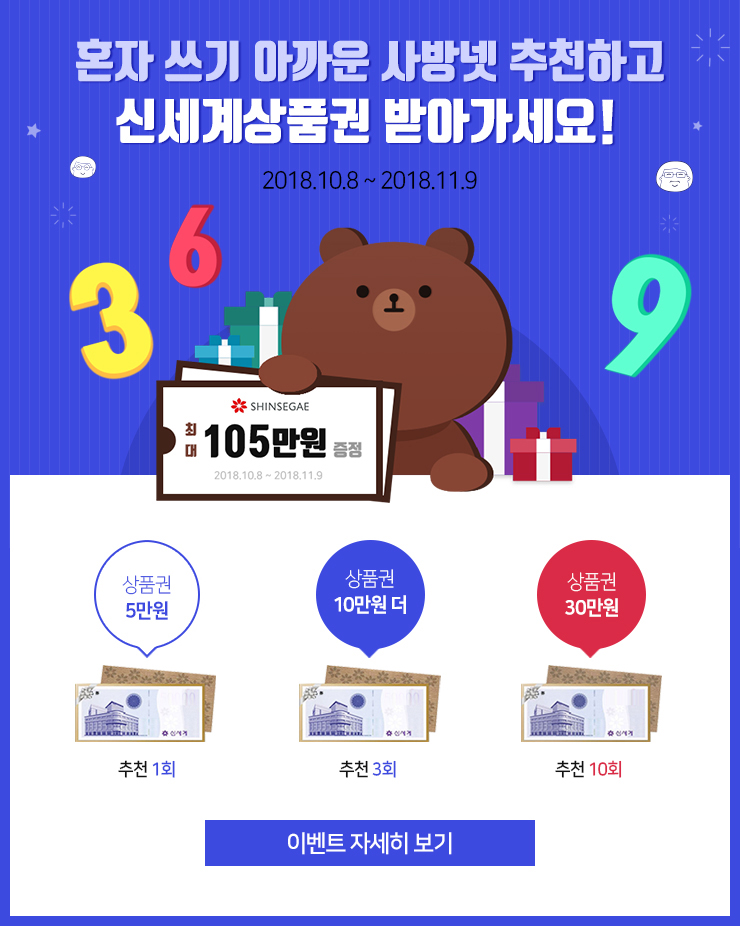 혼자 쓰기 아까운 사방넷 추천하고
신세계상품권 받아가세요!
2018.10.8 ~ 2018.11.9
6
3
9
SHINSEGAE
최대 105만원 증정
2018.10.8 ~ 2018.11.9
상품권
5만원
상품권
10만원 더
상품권
30만원
신세계
신세계
신세계
추천 1회
추천 3회
추천 10회
이벤트 자세히 보기